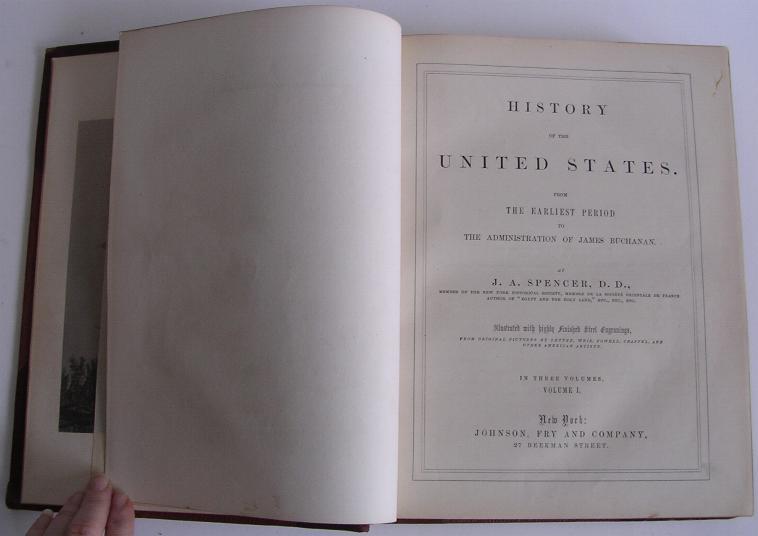 HISTORY
OF THE
UNITED STATES.
FROM
THE EARLIEST PERIOD
TO
THE ADMINISTRATION OF JAMES BUCHANAN.
BY
J. A. SPENCER, D. D.,
MEMBER OF THE NEW YORK HISTORICAL SOCIETY, MEMBRE DE LA SOCIÉTÉ ORIENTALE DE FRANCE
AUTHOR OF "EGYPT AND THE HOLY LAND," ETC., ETC., ETC.
Illustrated with highly Finished Steel Engravings,
FROM ORIGINAL PICTURES BY LEUTZE, WEIR, POWELL, CHAPPEL, AND
OTHER AMERICAN ARTISTS.
IN THREE VOLUMES,
VOLUME I.
New York:
JOHNSON, FRY AND COMPANY,
27 BEEKMAN STREET.